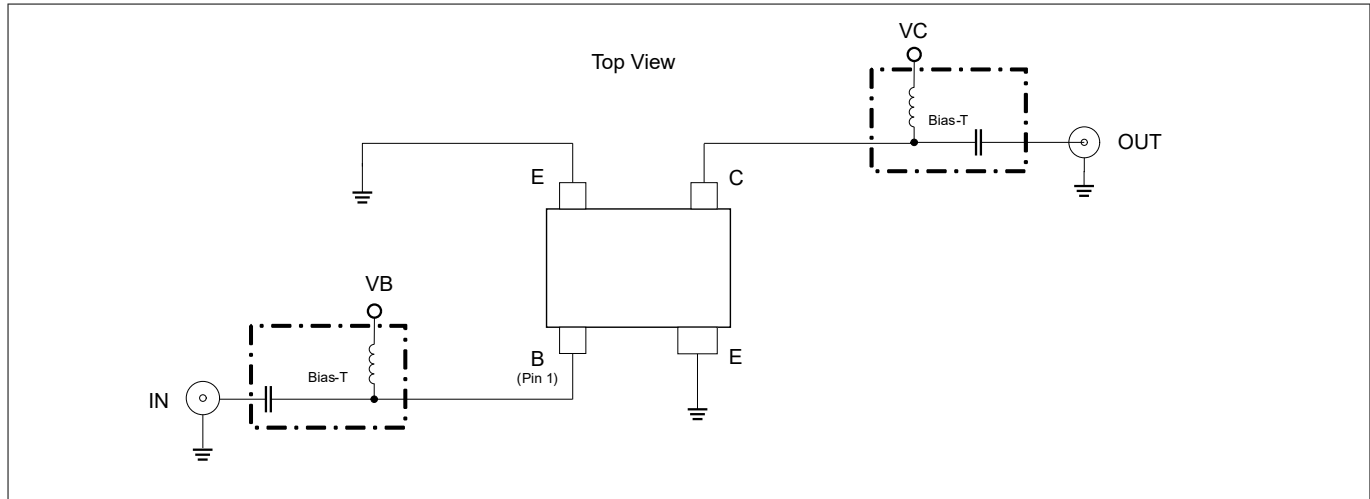 VC
Top View
Bias-T
OUT
E
C
VB
B
(Pin 1)
E
Bias-T
IN